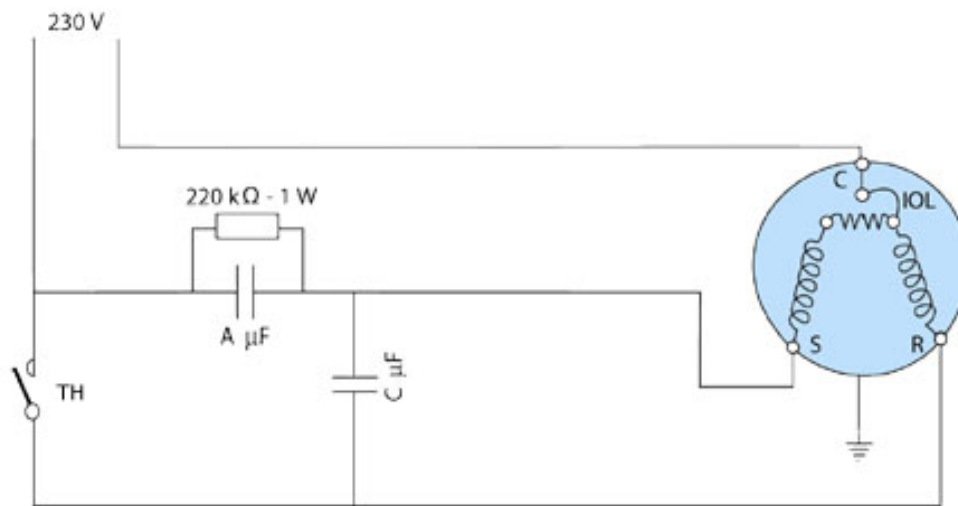 230 V
220 kΩ - 1 W
C
IOL
A µF
S
R
C µF
TH